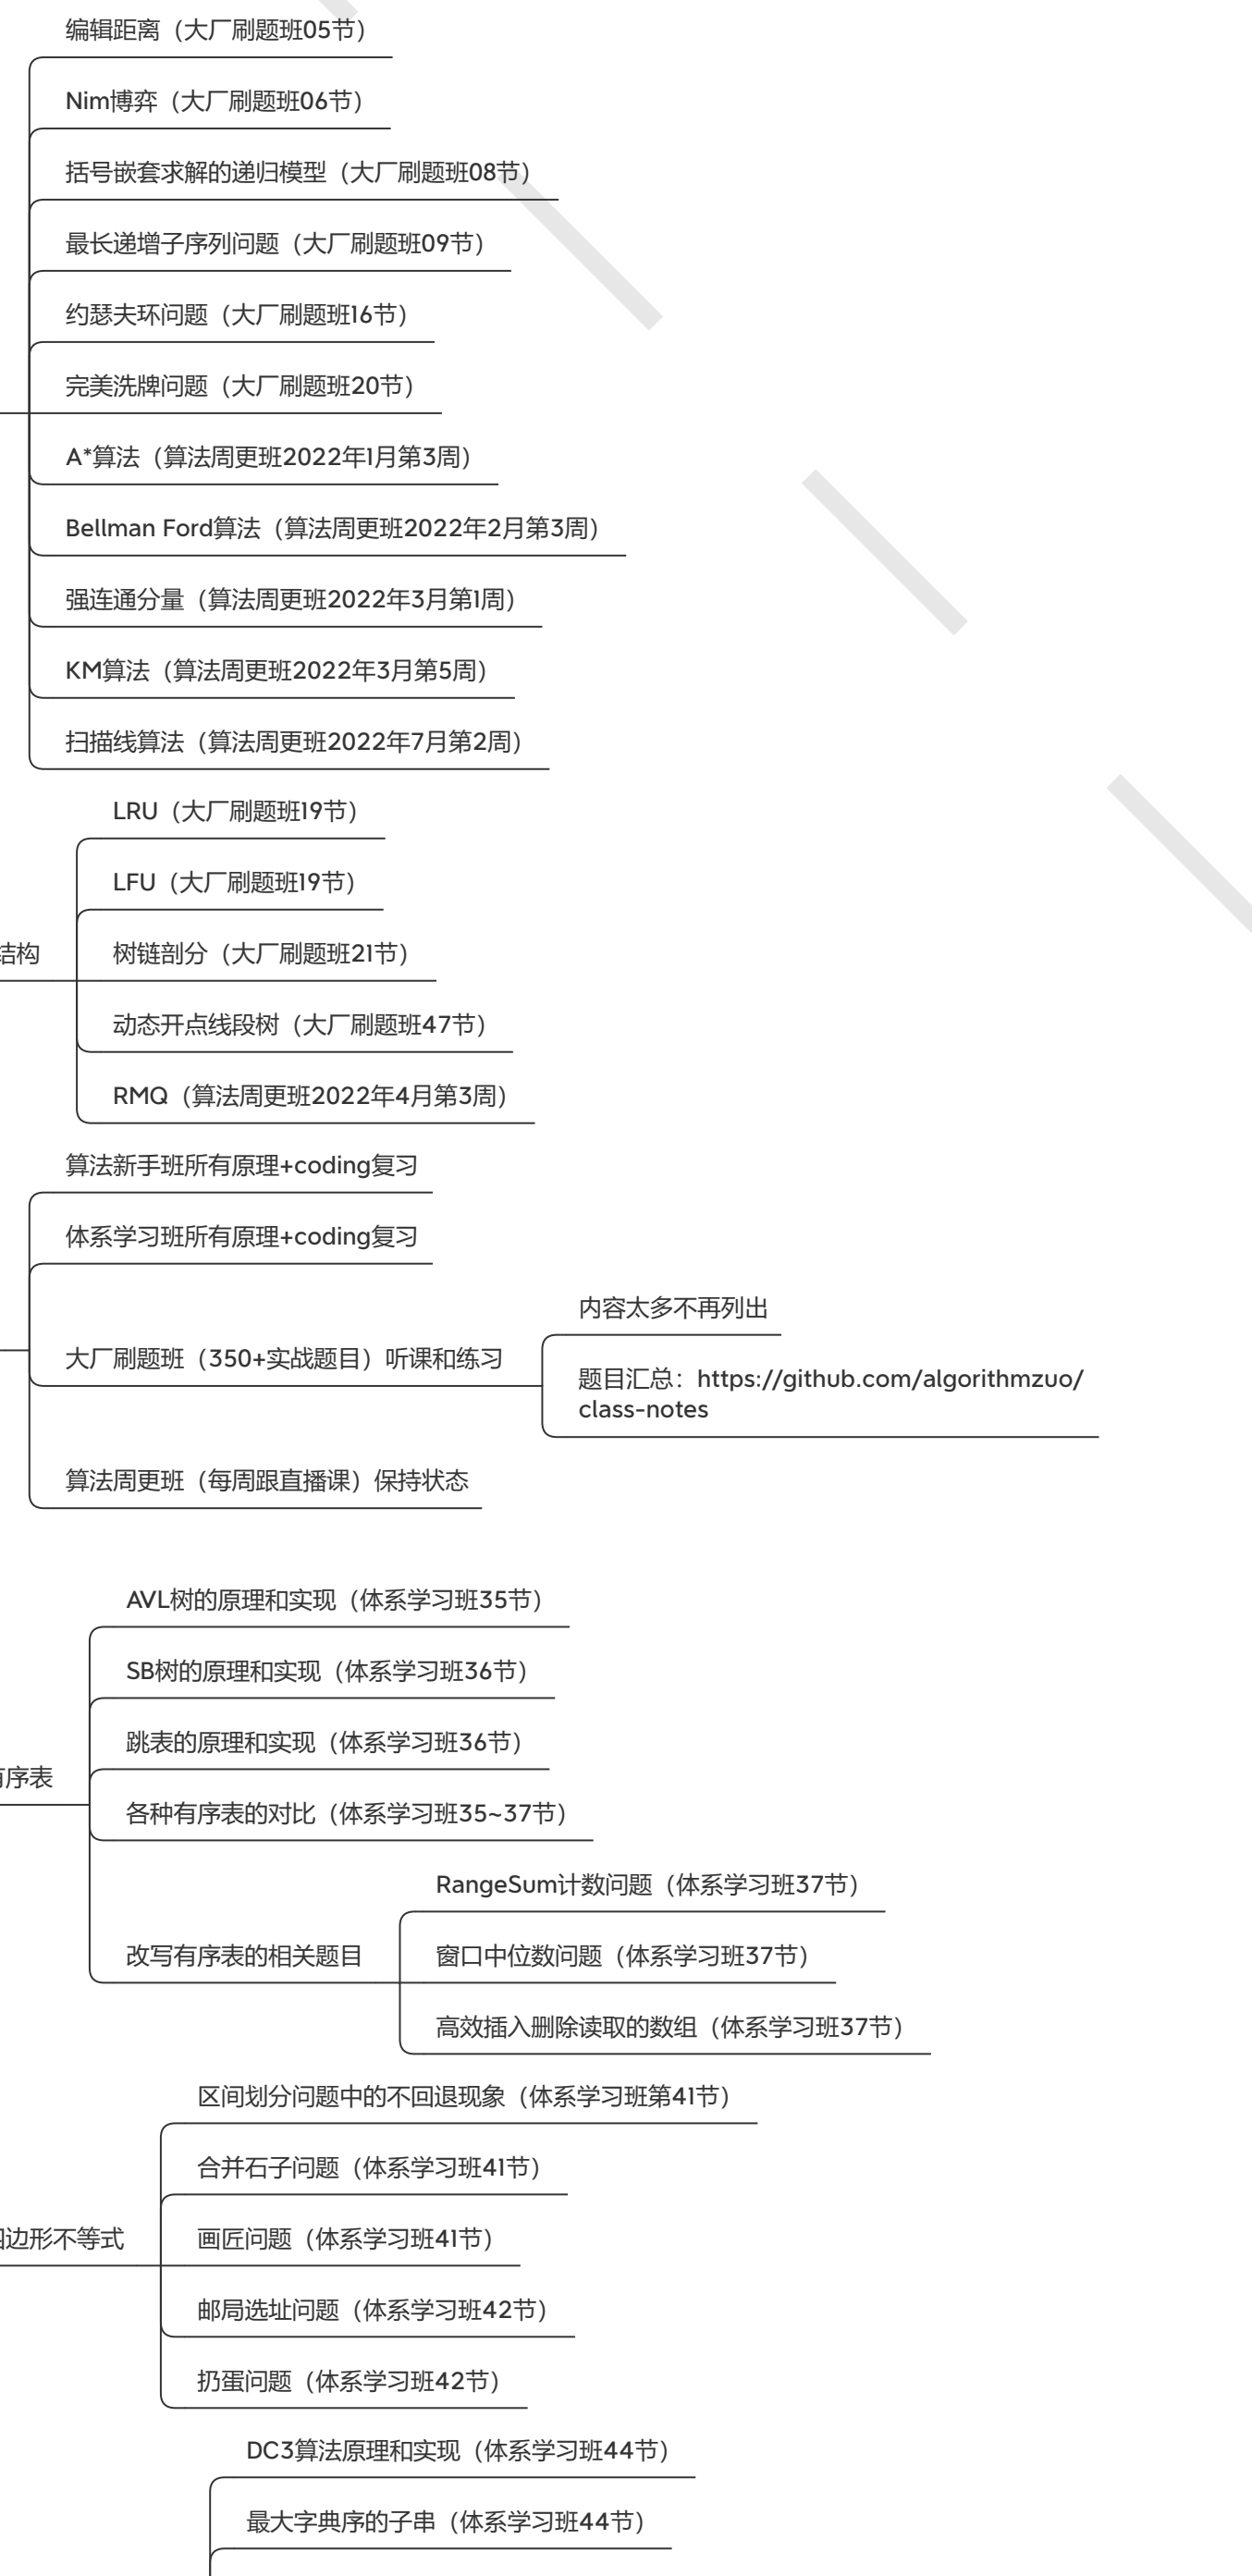 编辑距离（大厂刷题班05节）
Nim博弈（大厂刷题班06节）
括号嵌套求解的递归模型（大厂刷题班08节）
最长递增子序列问题（大厂刷题班09节）
约瑟夫环问题（大厂刷题班16节）
完美洗牌问题（大厂刷题班20节）
A*算法（算法周更班2022年1月第3周）
Bellman Ford算法（算法周更班2022年2月第3周）
强连通分量（算法周更班2022年3月第1周）
KM算法（算法周更班2022年3月第5周）
扫描线算法（算法周更班2022年7月第2周）
LRU（大厂刷题班19节）
LFU（大厂刷题班19节）
结构
树链剖分（大厂刷题班21节）
动态开点线段树（大厂刷题班47节）
RMQ（算法周更班2022年4月第3周）
算法新手班所有原理+coding复习
体系学习班所有原理+coding复习
大厂刷题班（350+实战题目）听课和练习
内容太多不再列出
题目汇总：https://github.com/algorithmzuo/
class-notes
算法周更班（每周跟直播课）保持状态
AVL树的原理和实现（体系学习班35节）
SB树的原理和实现（体系学习班36节）
跳表的原理和实现（体系学习班36节）
序表
各种有序表的对比（体系学习班35~37节）
改写有序表的相关题目
RangeSum计数问题（体系学习班37节）
窗口中位数问题（体系学习班37节）
高效插入删除读取的数组（体系学习班37节）
区间划分问题中的不回退现象（体系学习班第41节）
合并石子问题（体系学习班41节）
边形不等式
画匠问题（体系学习班41节）
邮局选址问题（体系学习班42节）
扔蛋问题（体系学习班42节）
DC3算法原理和实现（体系学习班44节）
最大字典序的子串（体系学习班44节）